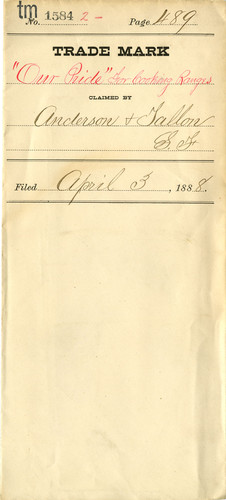 tm
No. 1584 2- Page 489
TRADE MARK
"Our Pride" for Cooking Ranges
CLAIMED BY
Anderson & Fallon
S. F.
Filed April 3, 1888.